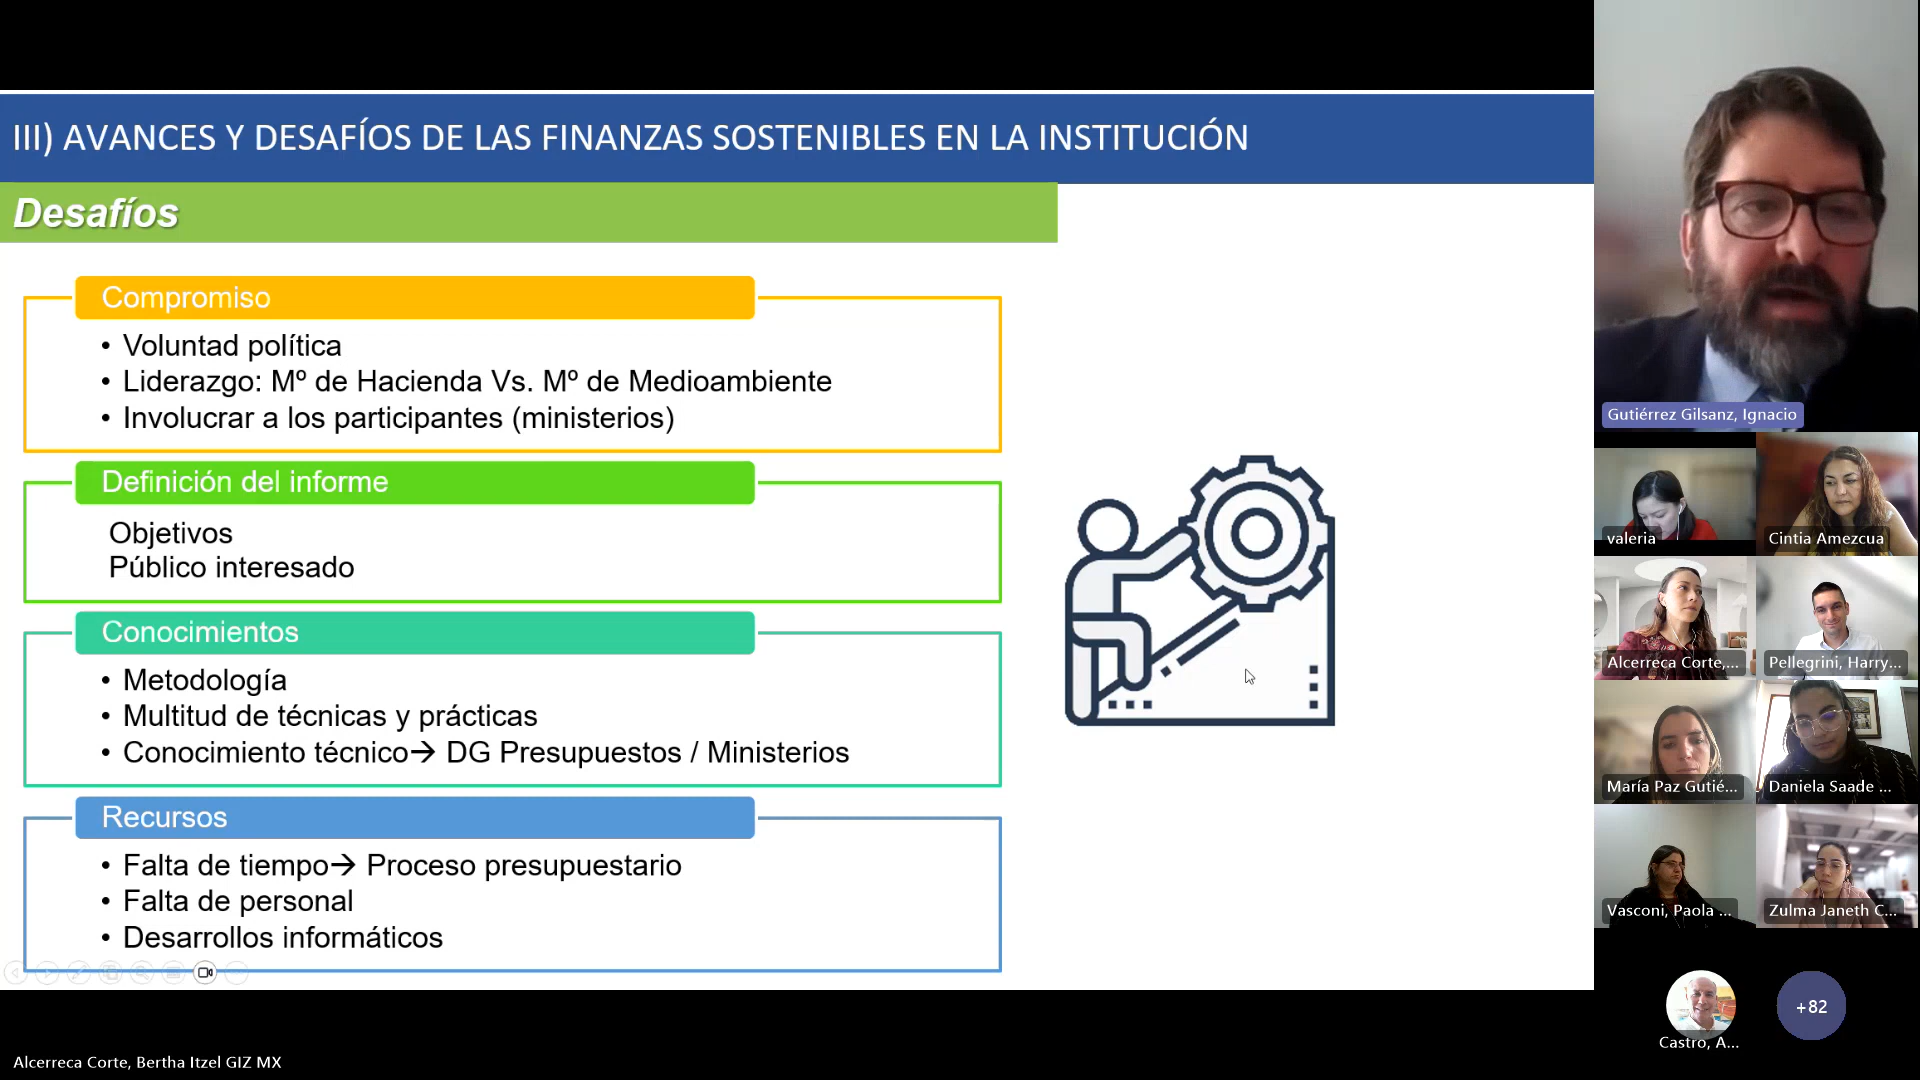 III) AVANCES Y DESAFÍOS DE LAS FINANZAS SOSTENIBLES EN LA INSTITUCIÓN
Desafíos
Compromiso
• Voluntad política
• Liderazgo: Mº de Hacienda Vs. Mº de Medioambiente
• Involucrar a los participantes (ministerios)
Definición del informe
Objetivos
Público interesado
Conocimientos
• Metodología
• Multitud de técnicas y prácticas
• Conocimiento técnico→ DG Presupuestos / Ministerios
Recursos
• Falta de tiempo→ Proceso presupuestario
• Falta de personal
• Desarrollos informáticos
Alcerreca Corte, Bertha Itzel GIZ MX
Gutiérrez Gilsanz, Ignacio
valeria
Cintia Amezcua
Alcerreca Corte,...
Pellegrini, Harry...
María Paz Gutié...
Daniela Saade ...
Vasconi, Paola ...
Zulma Janeth C...
Castro, A...
+82